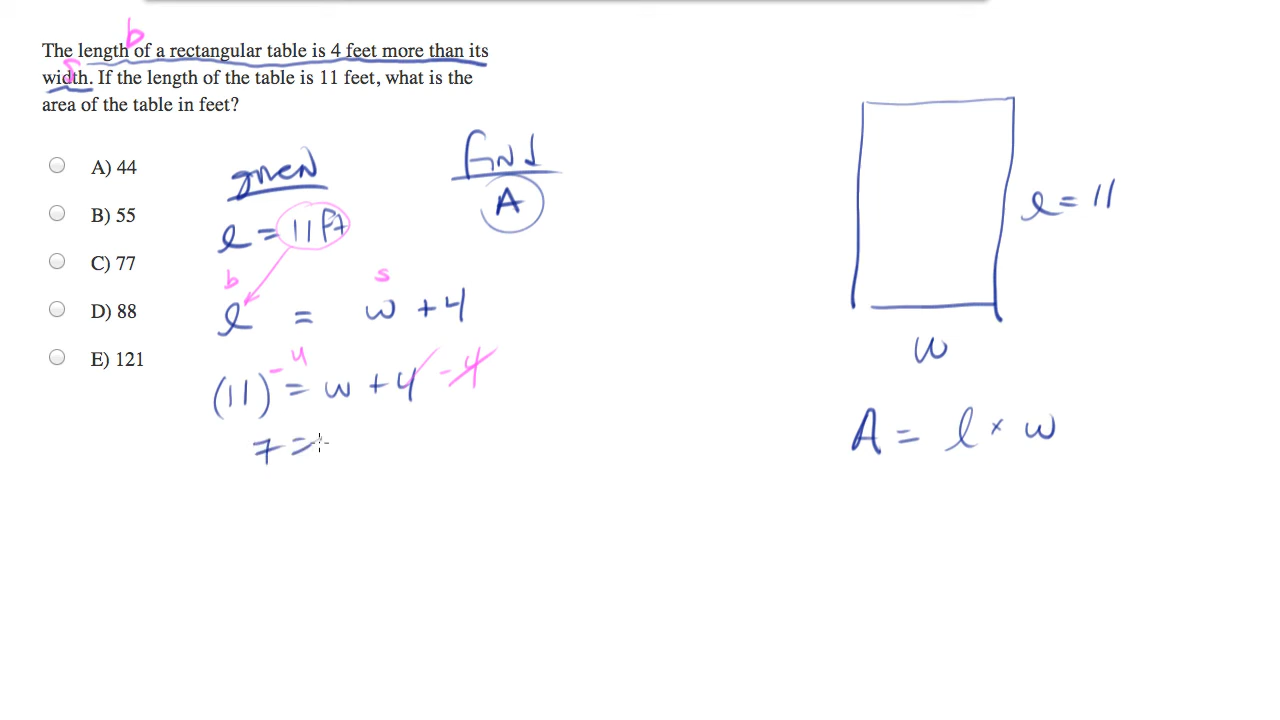 b
The length of a rectangular table is 4 feet more than its
s
width. If the length of the table is 11 feet, what is the
area of the table in feet?
A) 44
B) 55
C) 77
D) 88
E) 121
given
l = 11 ft
b s
l = w + 4
-4
(11) = w + 4 - 4
7 =
find
A
l = 11
w
A = l × w